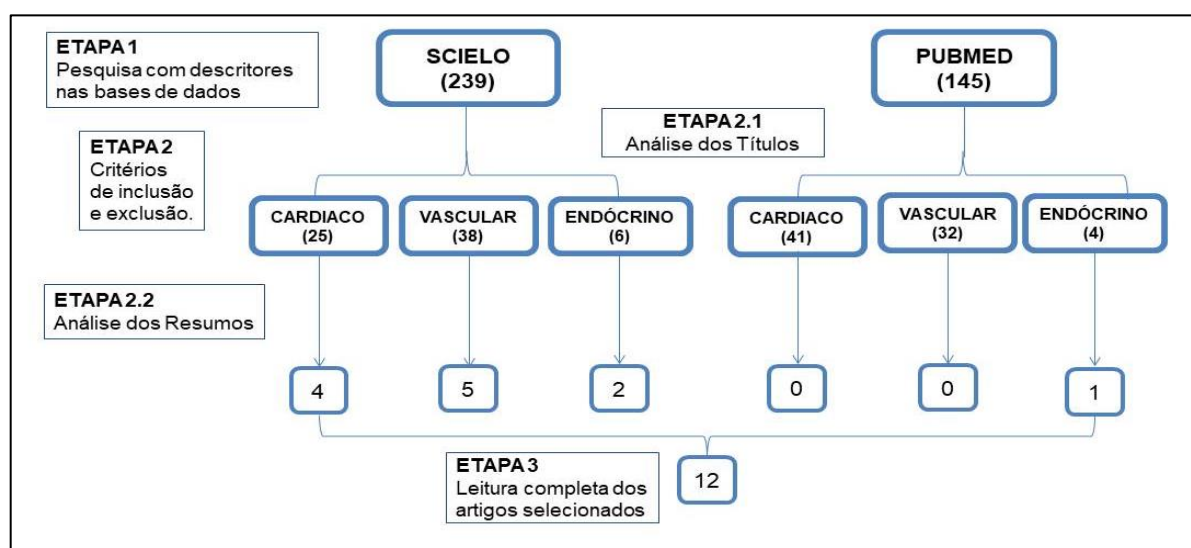 ETAPA 1
Pesquisa com descritores
nas bases de dados
SCIELO
(239)
PUBMED
(145)
ETAPA 2
Critérios
de inclusão
e exclusão.
ETAPA 2.1
Análise dos Títulos
CARDIACO
(25)
VASCULAR
(38)
ENDÓCRINO
(6)
CARDIACO
(41)
VASCULAR
(32)
ENDÓCRINO
(4)
ETAPA 2.2
Análise dos Resumos
4
5
2
0
0
1
ETAPA 3
Leitura completa dos
artigos selecionados
12